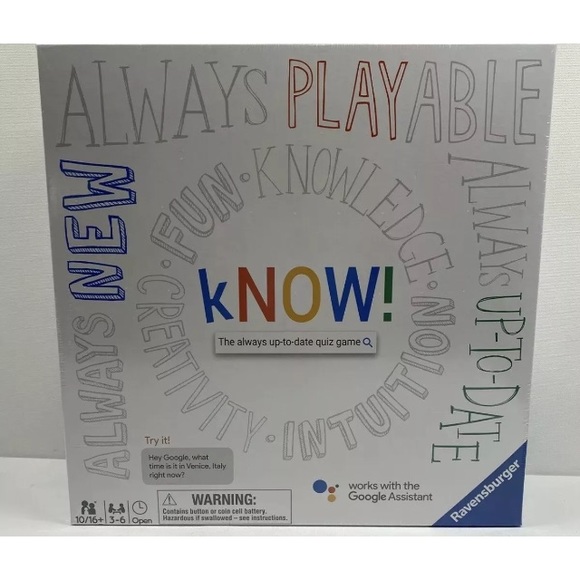 ALWAYS PLAYABLE
ALWAYS NEW
ALWAYS UP-TO-DATE
FUN · KNOWLEDGE · INTUITION · CREATIVITY ·
kNOW!
The always up-to-date quiz game
Try it!
Hey Google, what
time is it in Venice, Italy
right now?
10/16+ 3-6 Open
WARNING:
Contains button or coin cell battery.
Hazardous if swallowed – see instructions.
works with the
Google Assistant
Ravensburger